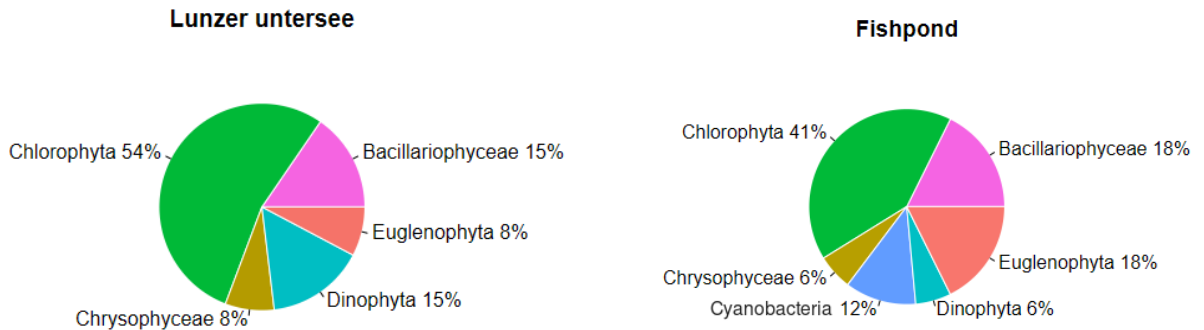 Lunzer untersee
Chlorophyta 54%
Bacillariophyceae 15%
Euglenophyta 8%
Dinophyta 15%
Chrysophyceae 8%
Fishpond
Chlorophyta 41%
Bacillariophyceae 18%
Euglenophyta 18%
Chrysophyceae 6%
Cyanobacteria 12%
Dinophyta 6%